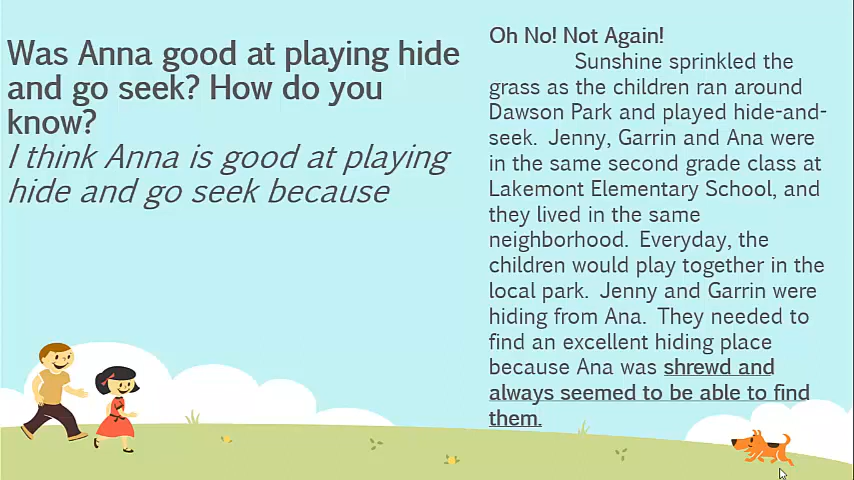 Was Anna good at playing hide
and go seek? How do you
know?
I think Anna is good at playing
hide and go seek because
Oh No! Not Again!
Sunshine sprinkled the
grass as the children ran around
Dawson Park and played hide-and-
seek. Jenny, Garrin and Ana were
in the same second grade class at
Lakemont Elementary School, and
they lived in the same
neighborhood. Everyday, the
children would play together in the
local park. Jenny and Garrin were
hiding from Ana. They needed to
find an excellent hiding place
because Ana was shrewd and
always seemed to be able to find
them.